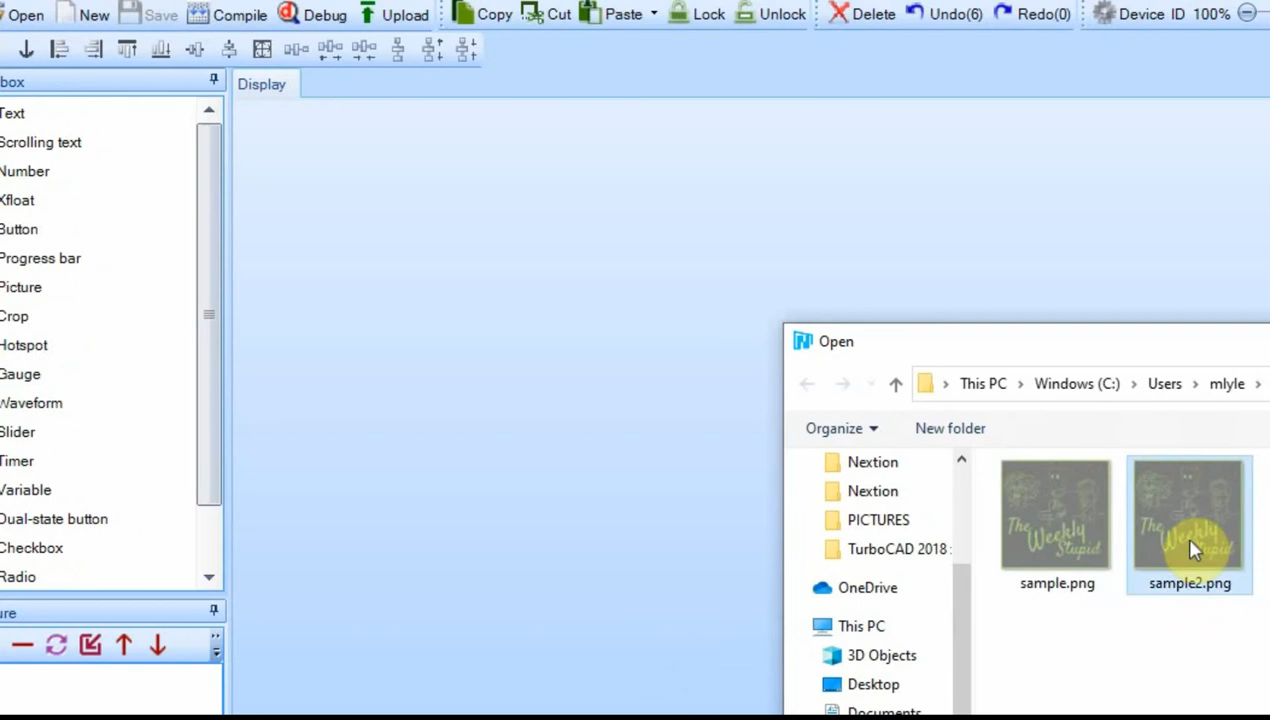 Open New Save Compile Debug Upload Copy Cut Paste Lock Unlock Delete Undo(6) Redo(0) Device ID 100%
box
Display
Text
Scrolling text
Number
Xfloat
Button
Progress bar
Picture
Crop
Hotspot
Gauge
Waveform
Slider
Timer
Variable
Dual-state button
Checkbox
Radio
ure
Open
This PC > Windows (C:) > Users > mlyle >
Organize New folder
Nextion
Nextion
PICTURES
TurboCAD 2018 :
OneDrive
This PC
3D Objects
Desktop
Documents
The Weekly Stupid
The Weekly Stupid
sample.png
sample2.png